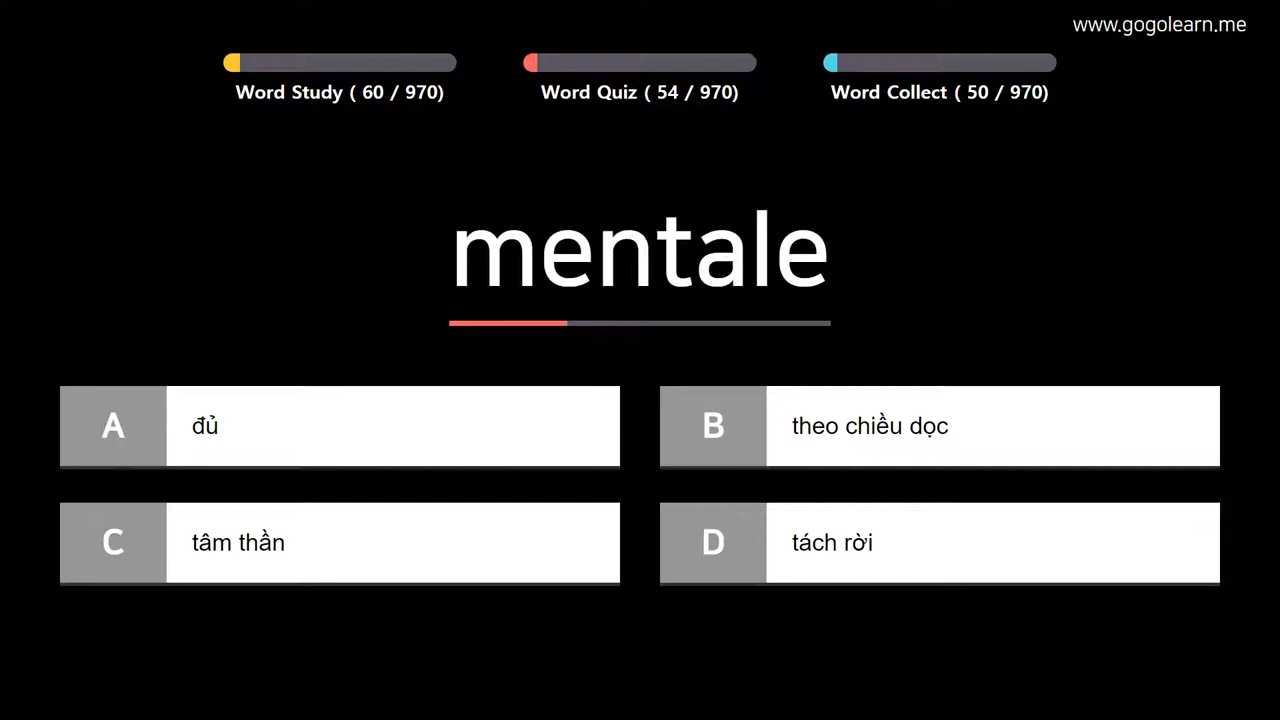 www.gogolearn.me
Word Study ( 60 / 970)
Word Quiz ( 54 / 970)
Word Collect ( 50 / 970)
mentale
A đủ
B theo chiều dọc
C tâm thần
D tách rời